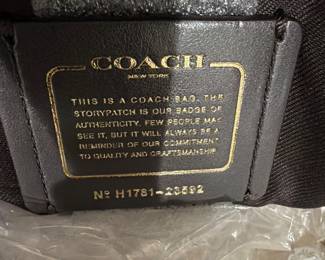 COACH
NEW YORK
THIS IS A COACH BAG. THE
STORYPATCH IS OUR BADGE OF
AUTHENTICITY. FEW PEOPLE MAY
SEE IT, BUT IT WILL ALWAYS BE A
REMINDER OF OUR COMMITMENT
TO QUALITY AND CRAFTSMANSHIP.
Nº H1781-23592